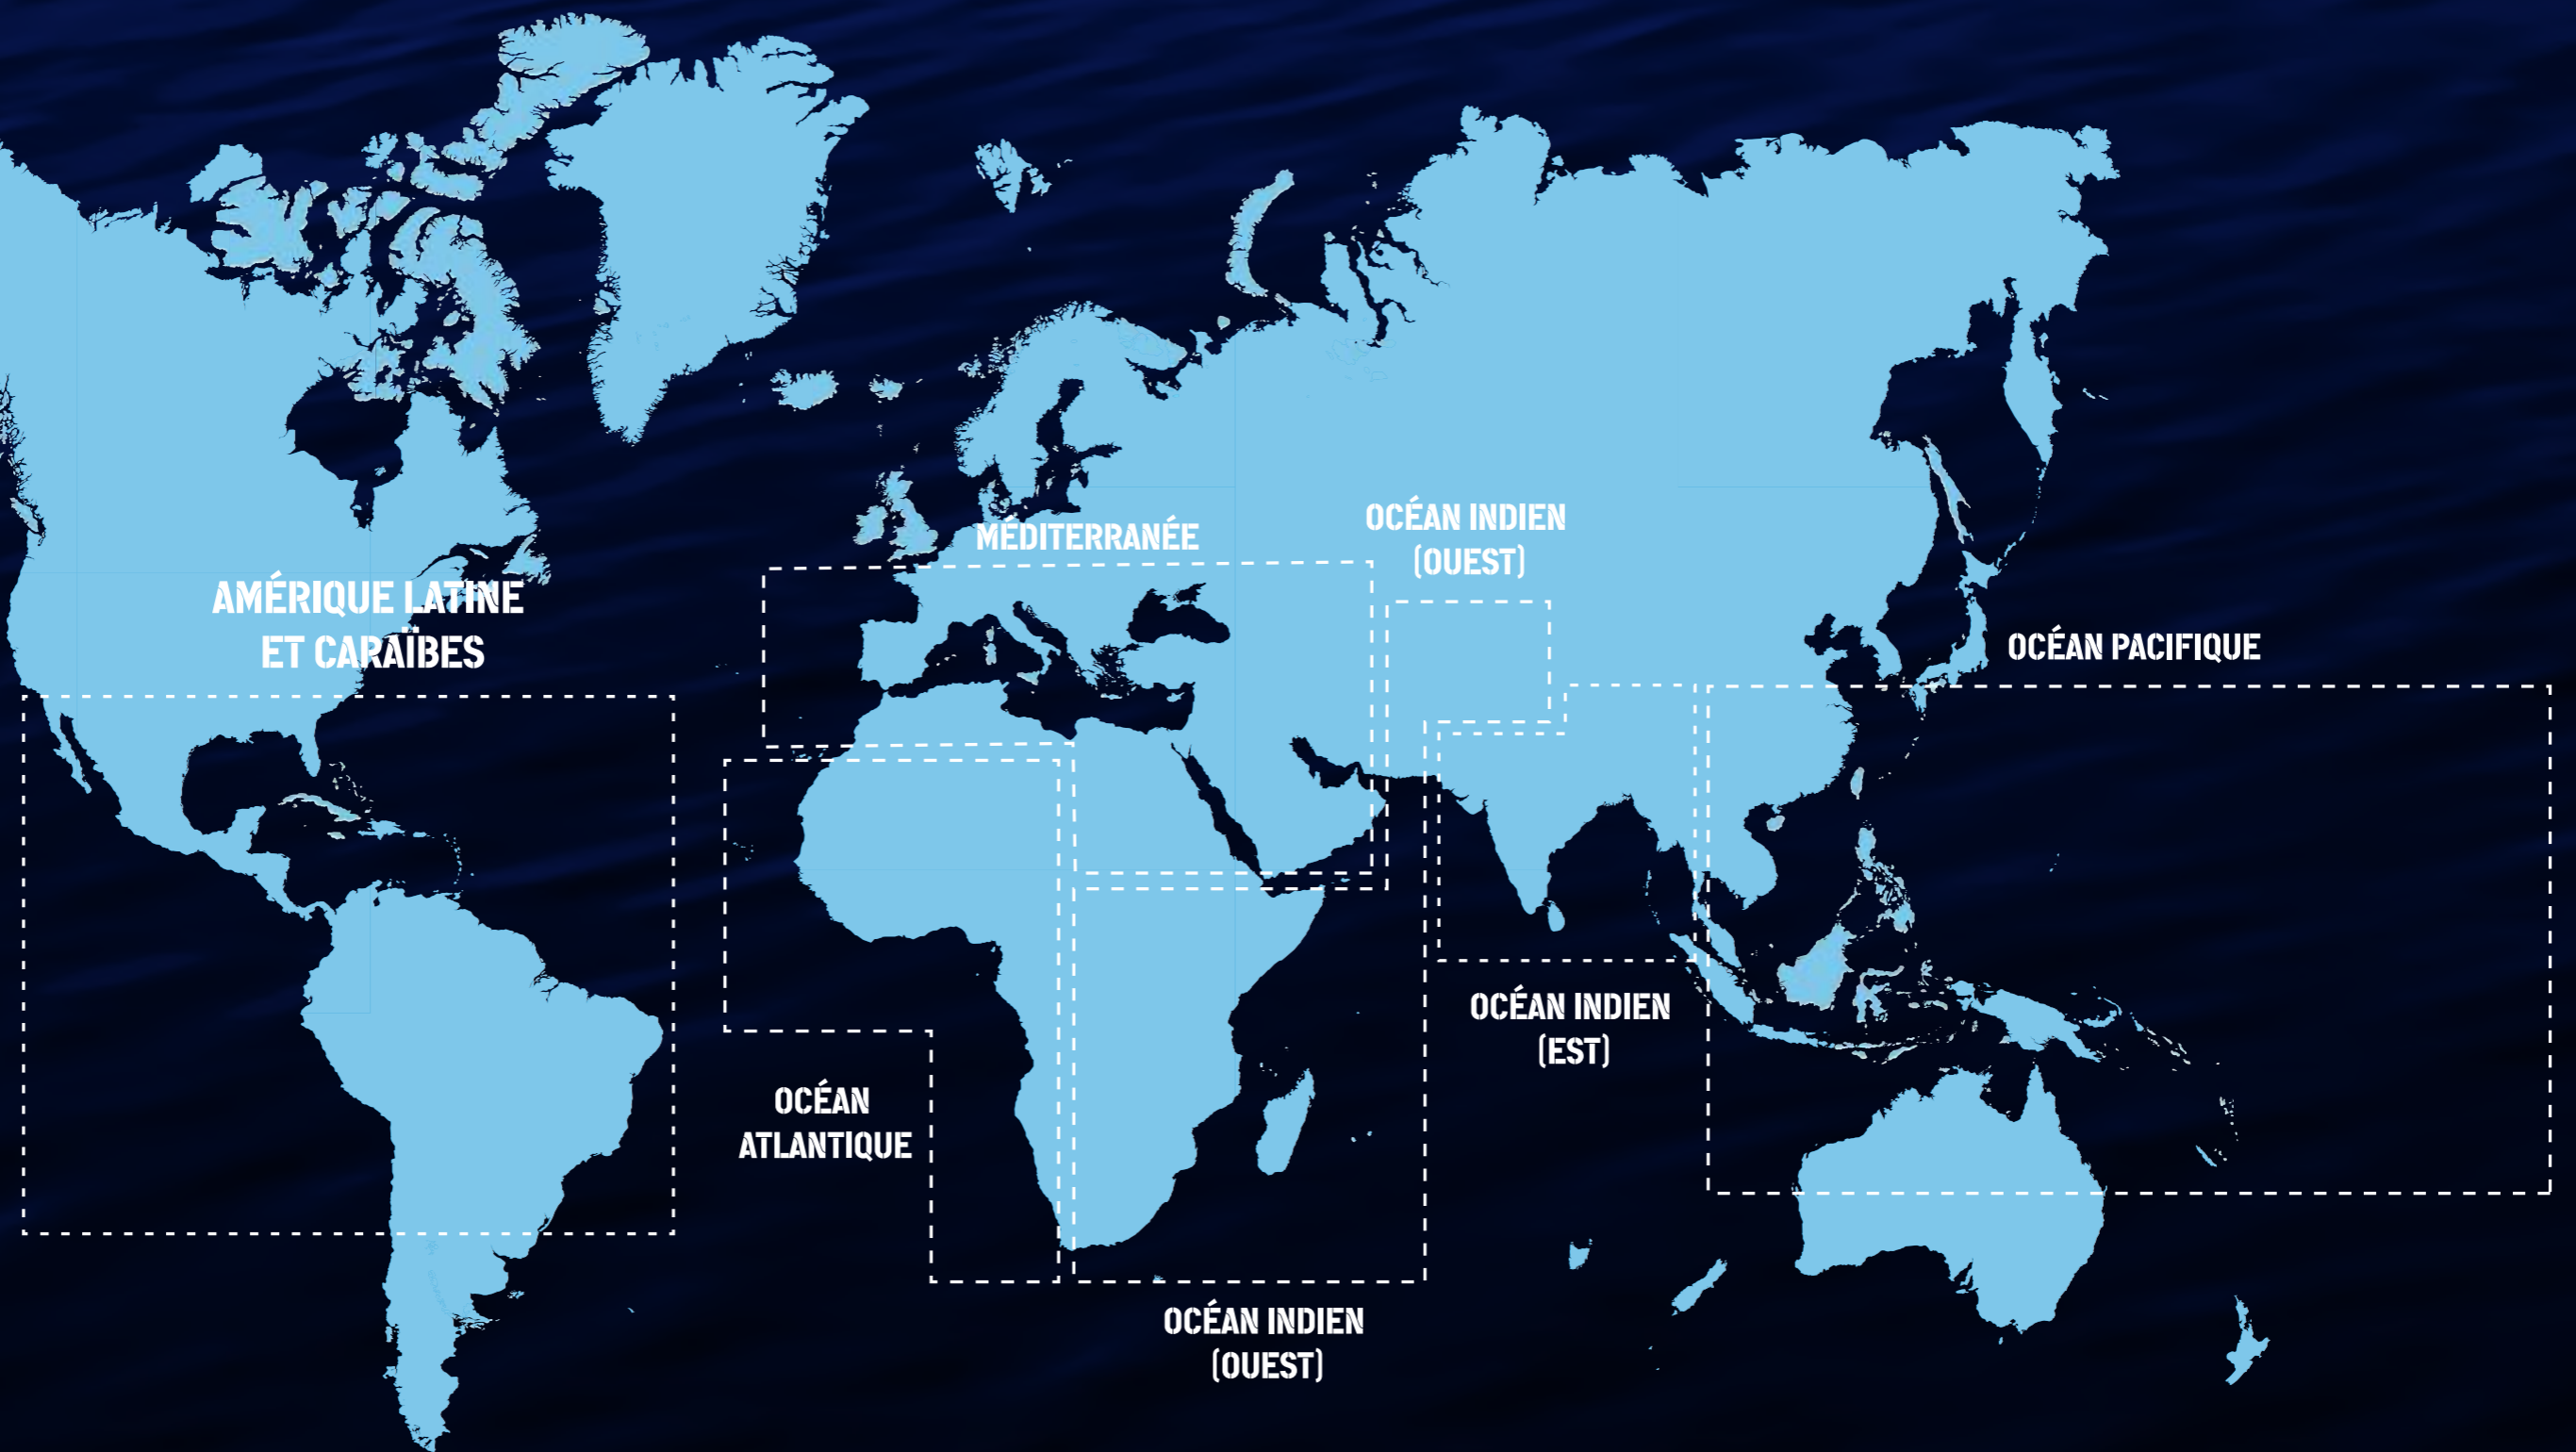 OCÉAN INDIEN
(OUEST)
MÉDITERRANÉE
AMÉRIQUE LATINE
ET CARAÏBES
OCÉAN PACIFIQUE
OCÉAN INDIEN
(EST)
OCÉAN
ATLANTIQUE
OCÉAN INDIEN
(OUEST)